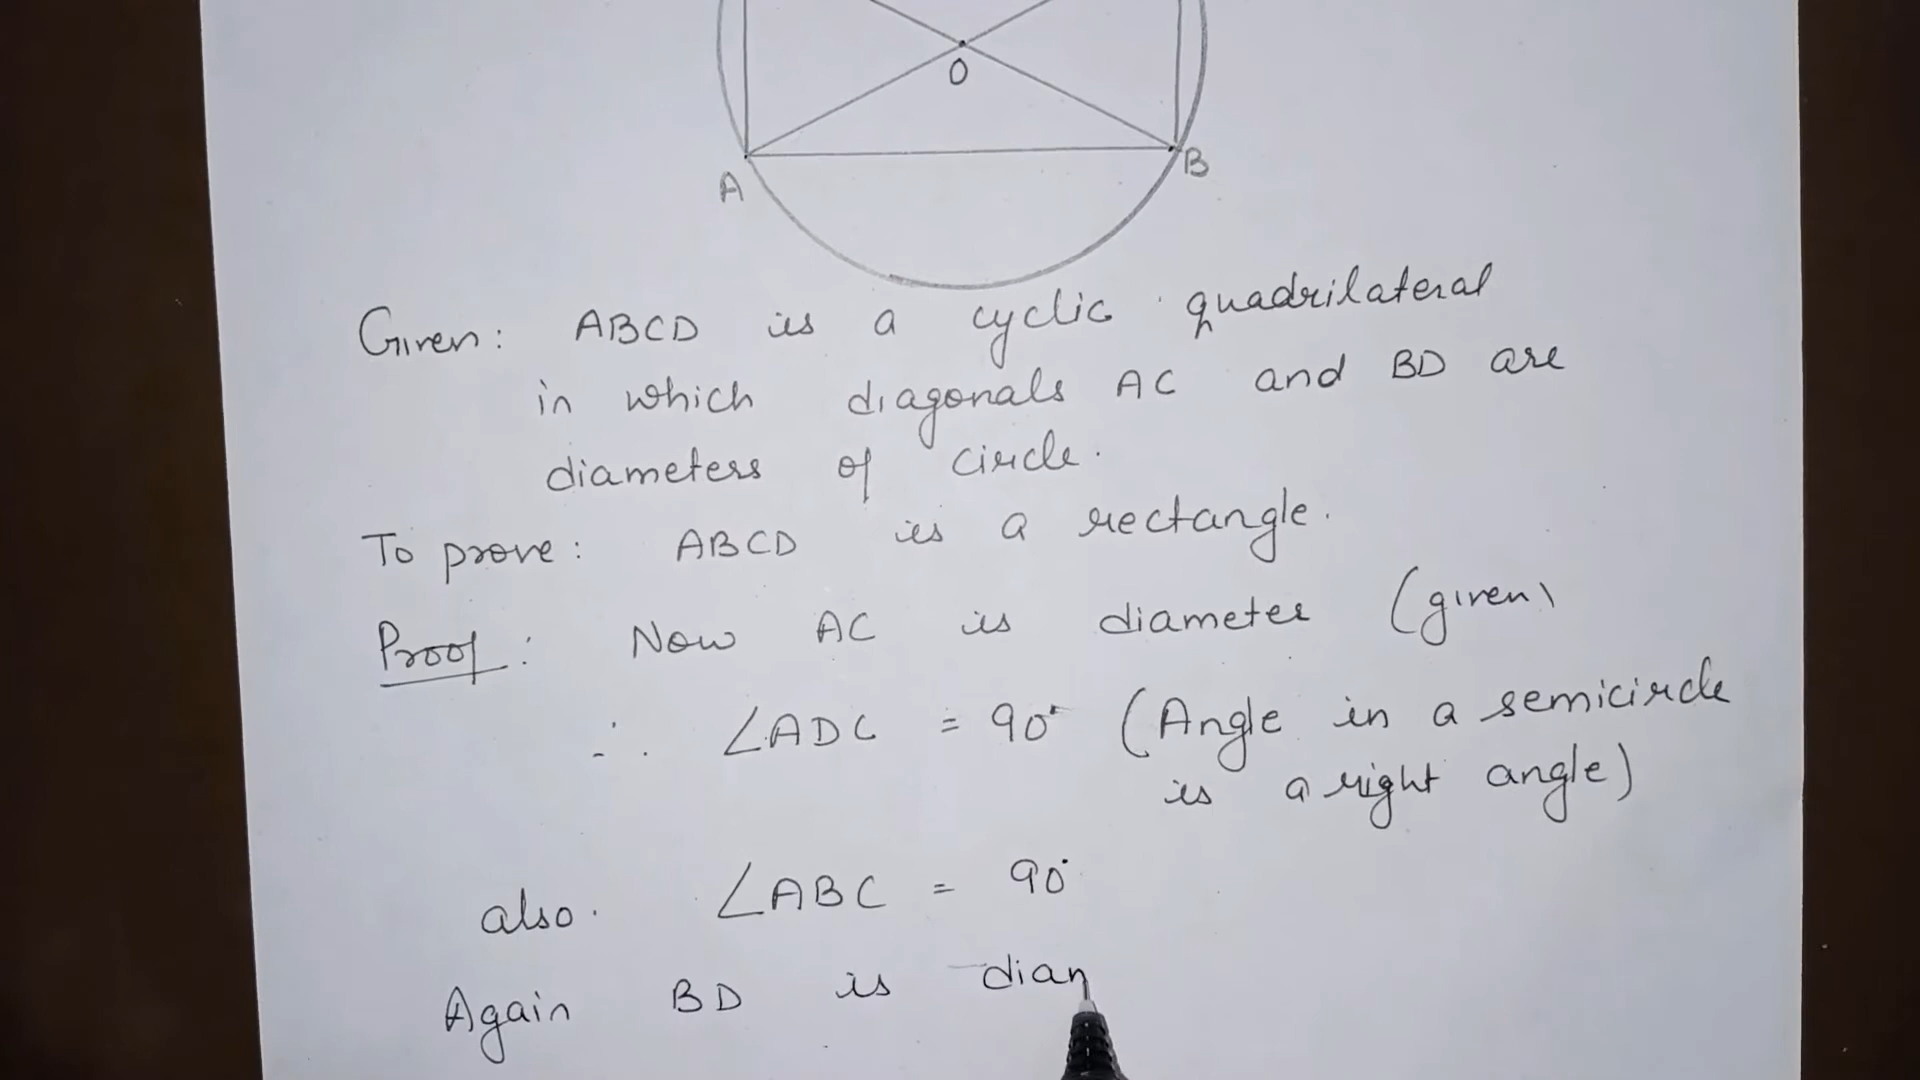 O
A
B
Given: ABCD is a cyclic quadrilateral
in which diagonals AC and BD are
diameters of circle.
To prove: ABCD is a rectangle.
Proof: Now AC is diameter (given)
∴ ∠ADC = 90° (Angle in a semicircle
is a right angle)
also ∠ABC = 90°
Again BD is diam